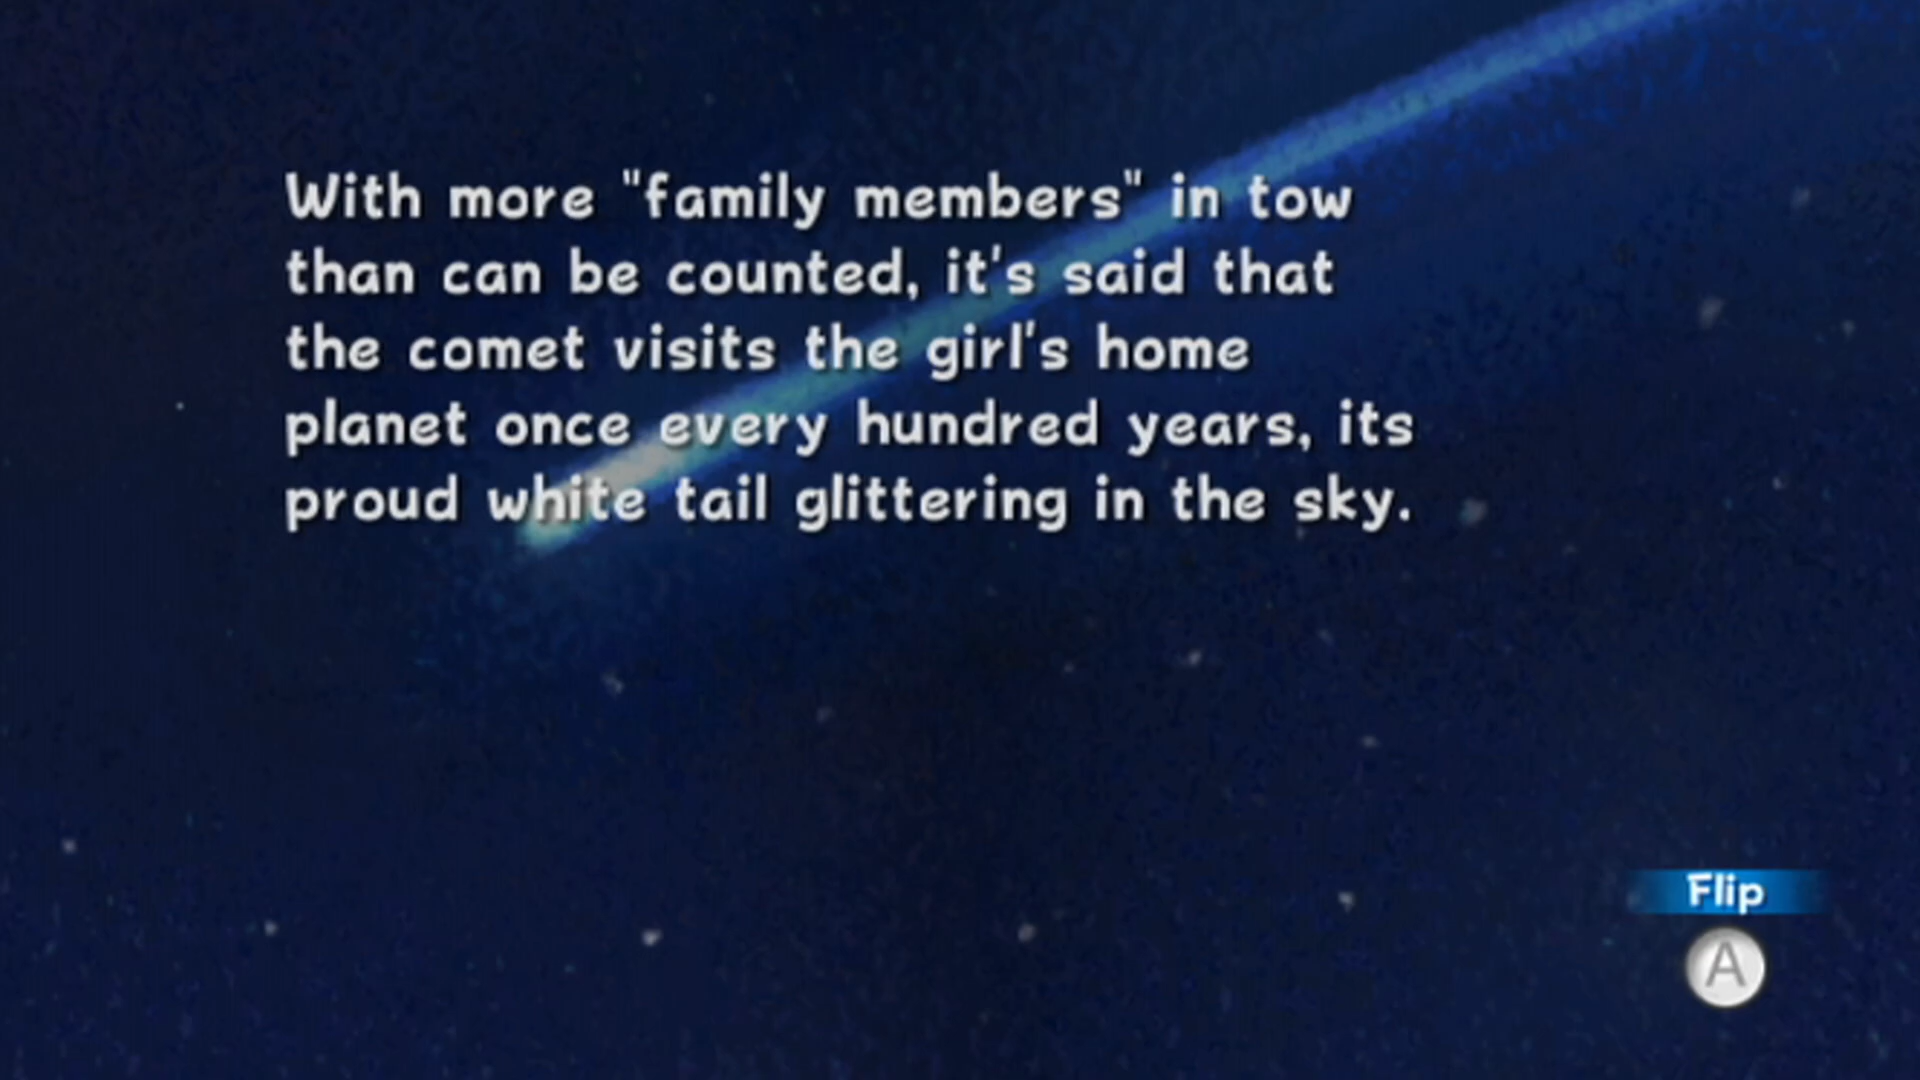 With more "family members" in tow
than can be counted, it's said that
the comet visits the girl's home
planet once every hundred years, its
proud white tail glittering in the sky.
Flip
A